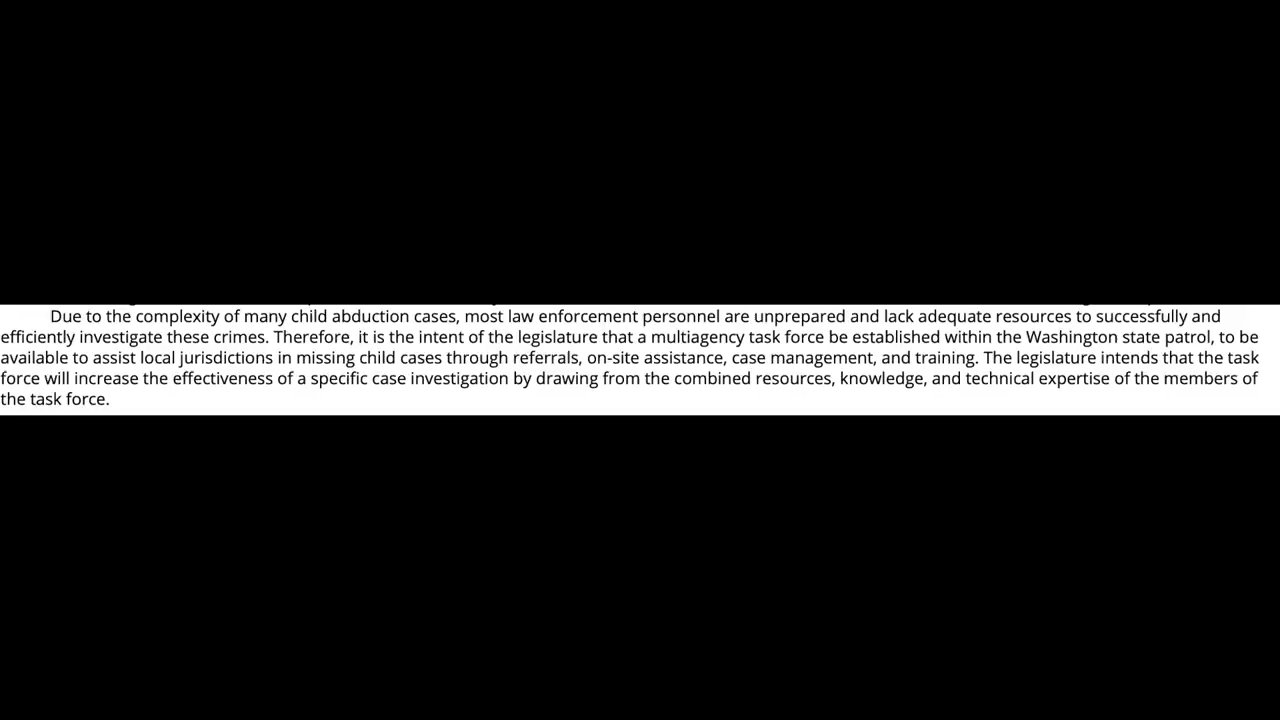 Due to the complexity of many child abduction cases, most law enforcement personnel are unprepared and lack adequate resources to successfully and
efficiently investigate these crimes. Therefore, it is the intent of the legislature that a multiagency task force be established within the Washington state patrol, to be
available to assist local jurisdictions in missing child cases through referrals, on-site assistance, case management, and training. The legislature intends that the task
force will increase the effectiveness of a specific case investigation by drawing from the combined resources, knowledge, and technical expertise of the members of
the task force.